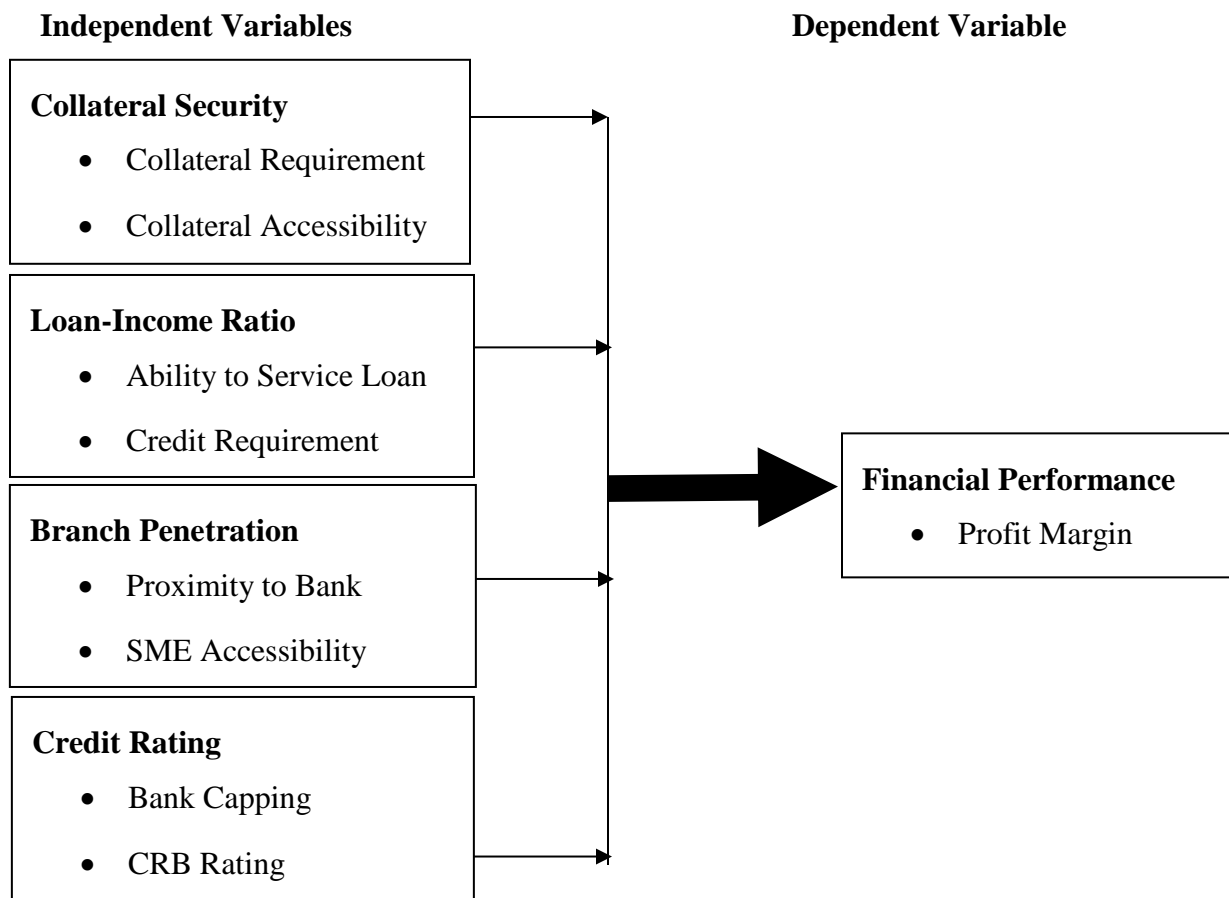 Independent Variables
Dependent Variable
Collateral Security
• Collateral Requirement
• Collateral Accessibility
Loan-Income Ratio
• Ability to Service Loan
• Credit Requirement
Branch Penetration
• Proximity to Bank
• SME Accessibility
Credit Rating
• Bank Capping
• CRB Rating
Financial Performance
• Profit Margin